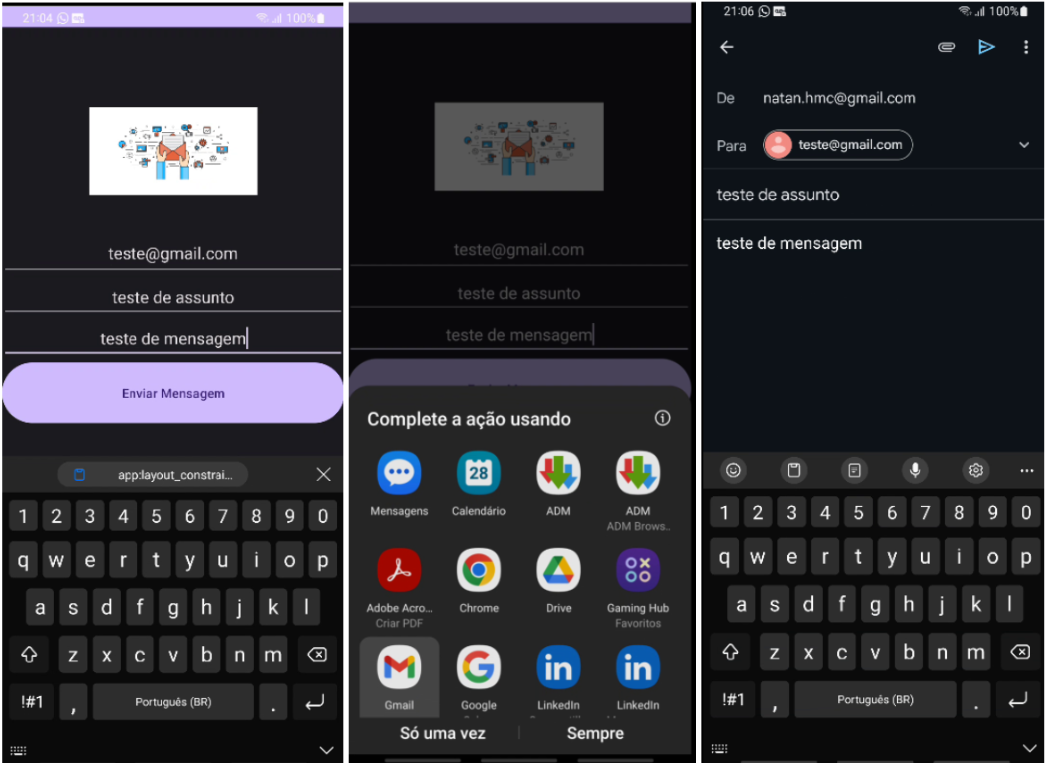 21:04
100%
teste@gmail.com
teste de assunto
teste de mensagem
Enviar Mensagem
app:layout_constrai...
1 2 3 4 5 6 7 8 9 0
q w e r t y u i o p
a s d f g h j k l
z x c v b n m
!#1 , Português (BR) .
teste@gmail.com
teste de assunto
teste de mensagem
Complete a ação usando
28
Mensagens Calendário ADM ADM
ADM Brows..
Adobe Acro... Chrome Drive Gaming Hub
Criar PDF Favoritos
in in
Gmail Google LinkedIn LinkedIn
Só uma vez Sempre
21:06
100%
De natan.hmc@gmail.com
Para teste@gmail.com
teste de assunto
teste de mensagem
1 2 3 4 5 6 7 8 9 0
q w e r t y u i o p
a s d f g h j k l
z x c v b n m
!#1 , Português (BR) .